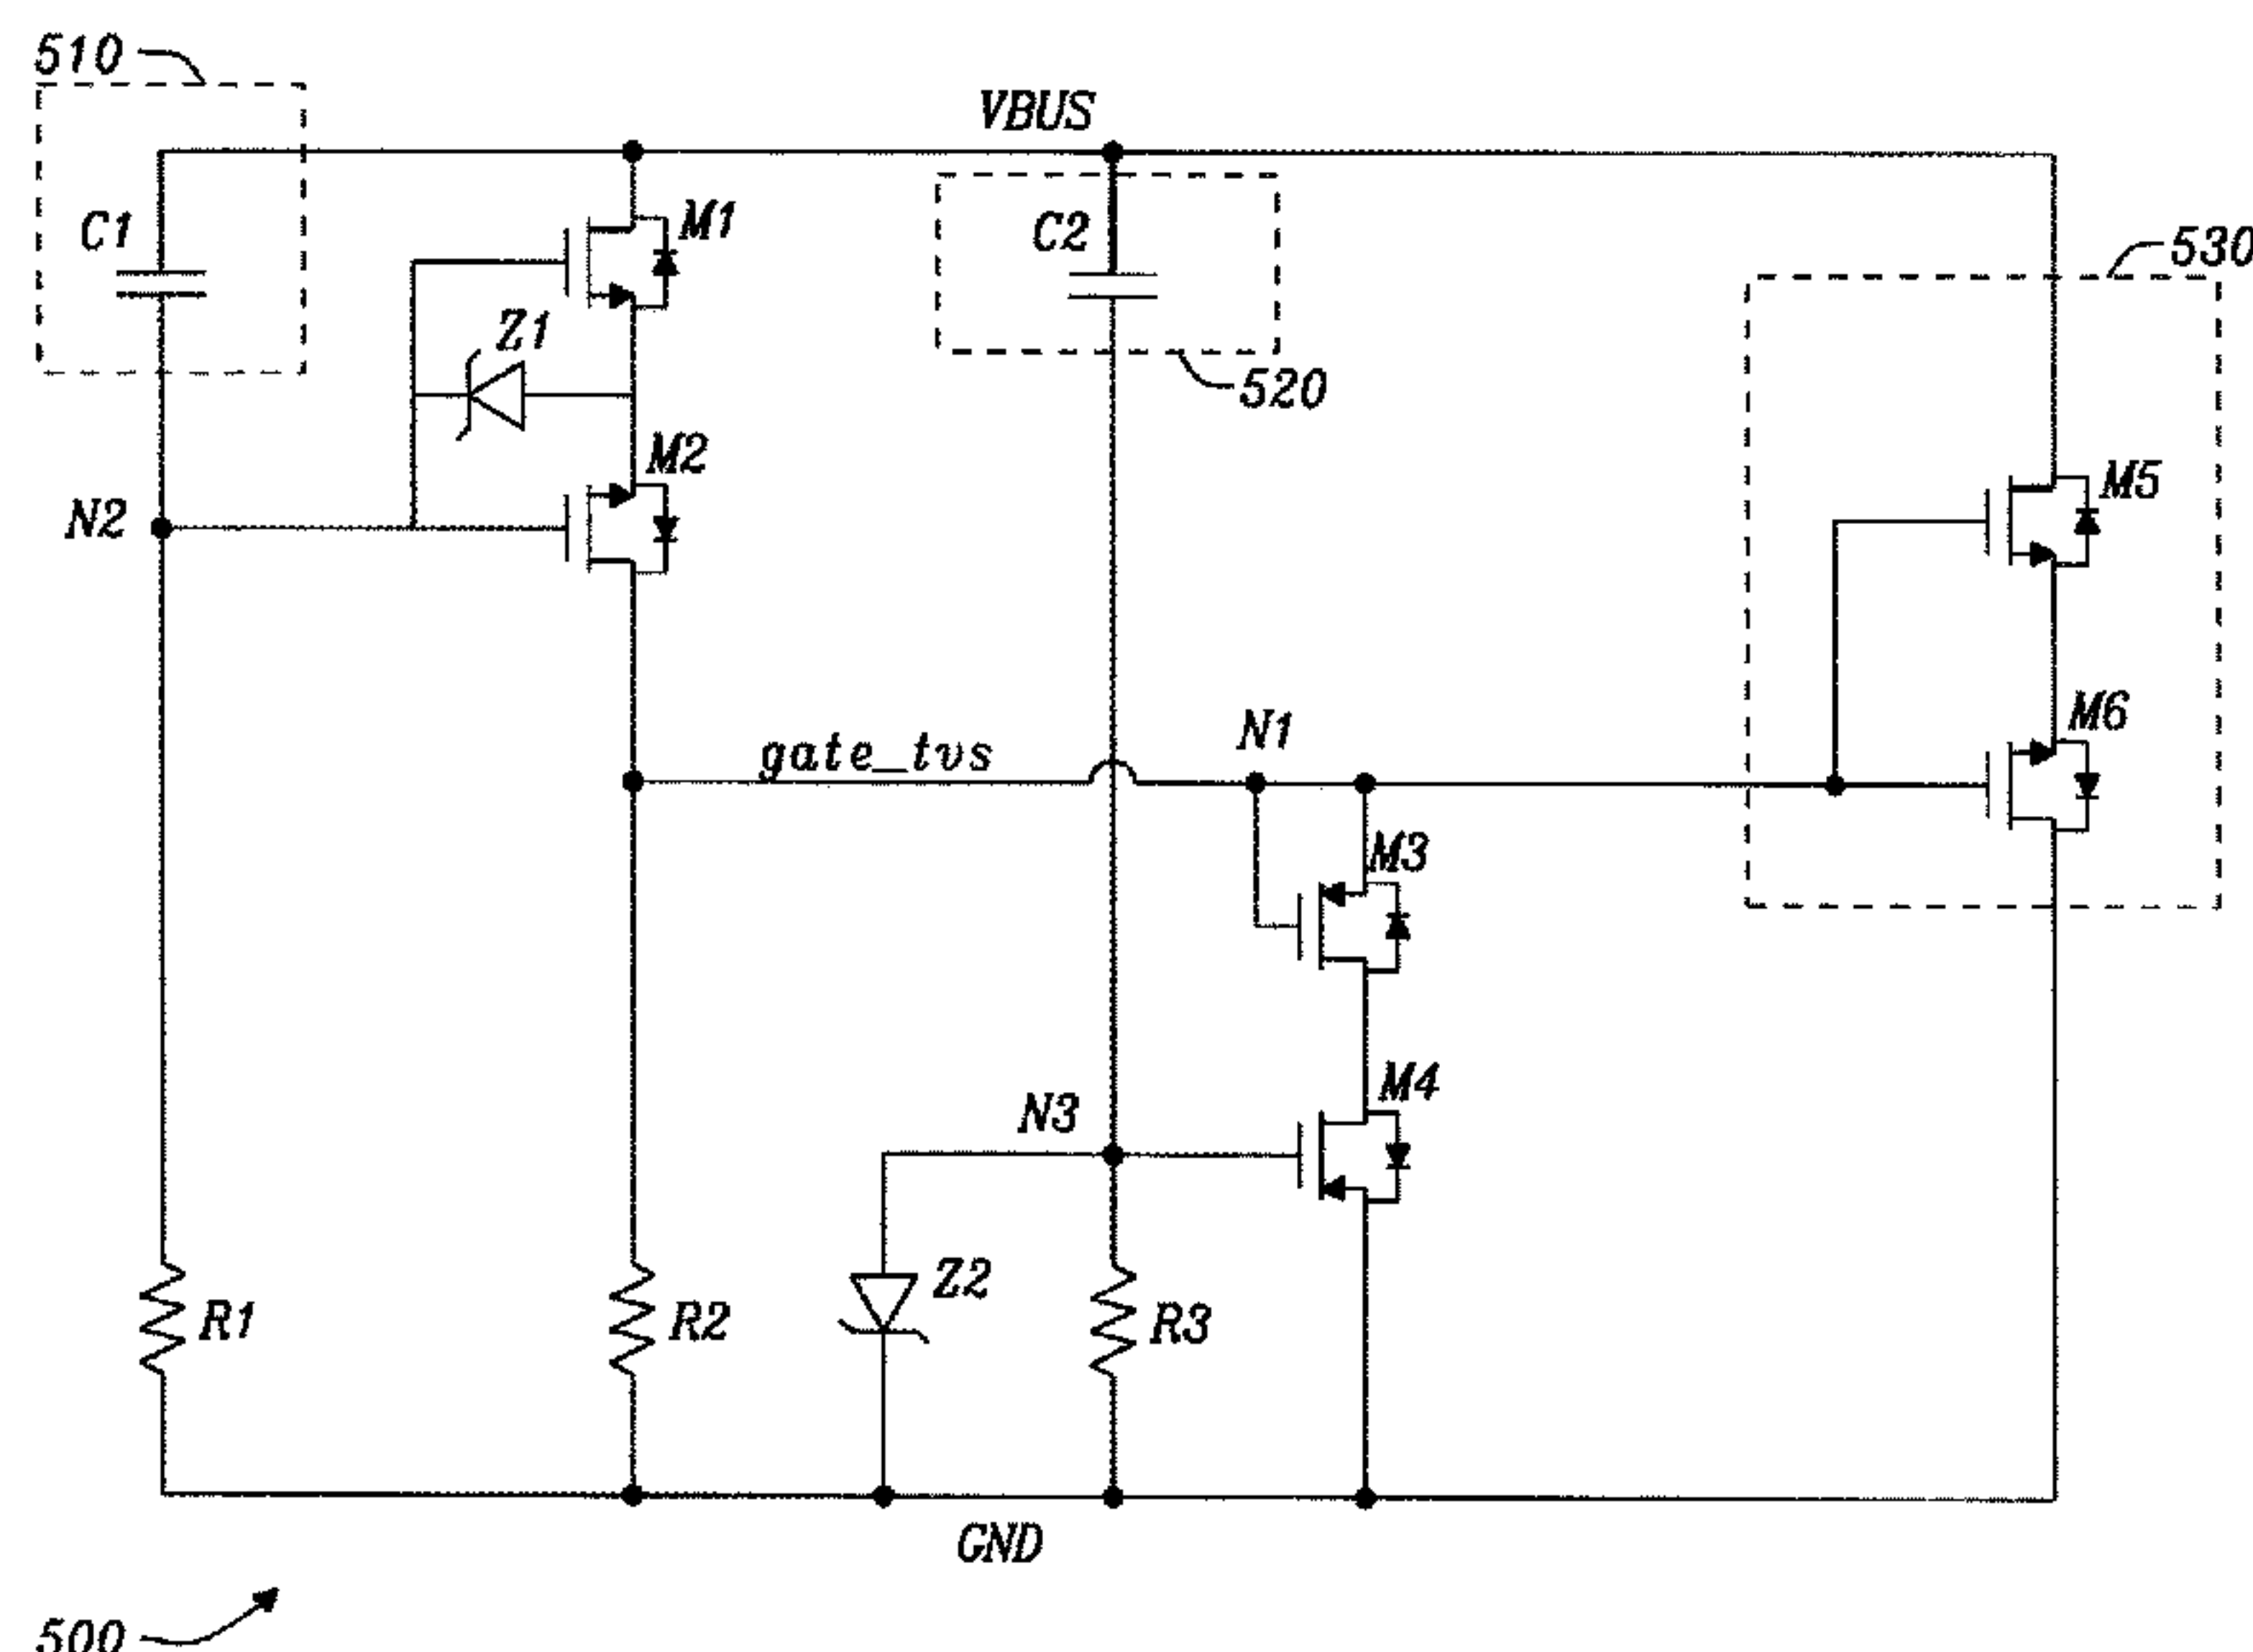 510
VBUS
C1
M1
C2
530
Z1
520
M2
M5
N2
gate_tvs
N1
M6
M3
N3
M4
Z2
R1
R2
R3
GND
500